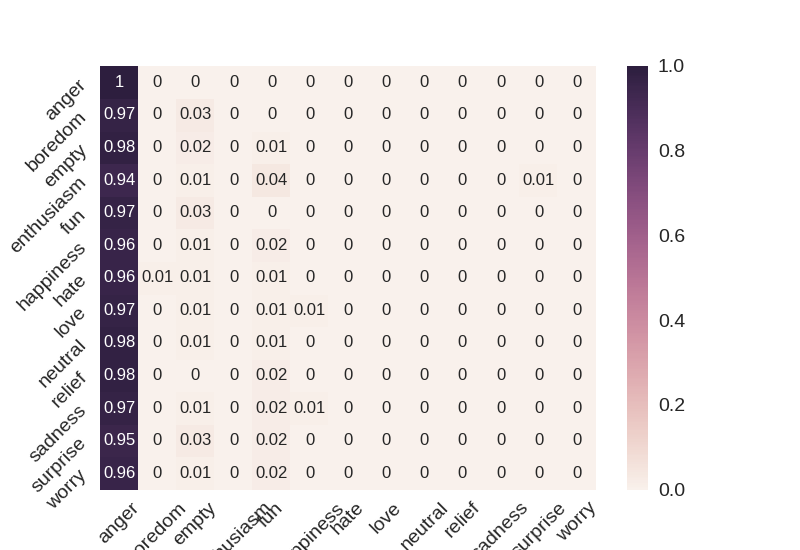 anger 1 0 0 0 0 0 0 0 0 0 0 0 0
boredom 0.97 0 0.03 0 0 0 0 0 0 0 0 0 0
empty 0.98 0 0.02 0 0.01 0 0 0 0 0 0 0 0
enthusiasm 0.94 0 0.01 0 0.04 0 0 0 0 0 0 0.01 0
fun 0.97 0 0.03 0 0 0 0 0 0 0 0 0 0
happiness 0.96 0 0.01 0 0.02 0 0 0 0 0 0 0 0
hate 0.96 0.01 0.01 0 0.01 0 0 0 0 0 0 0 0
love 0.97 0 0.01 0 0.01 0.01 0 0 0 0 0 0 0
neutral 0.98 0 0.01 0 0.01 0 0 0 0 0 0 0 0
relief 0.98 0 0 0 0.02 0 0 0 0 0 0 0 0
sadness 0.97 0 0.01 0 0.02 0.01 0 0 0 0 0 0 0
surprise 0.95 0 0.03 0 0.02 0 0 0 0 0 0 0 0
worry 0.96 0 0.01 0 0.02 0 0 0 0 0 0 0 0
anger oredom empty husiasm fun ppiness hate love neutral relief adness surprise worry
1.0
0.8
0.6
0.4
0.2
0.0